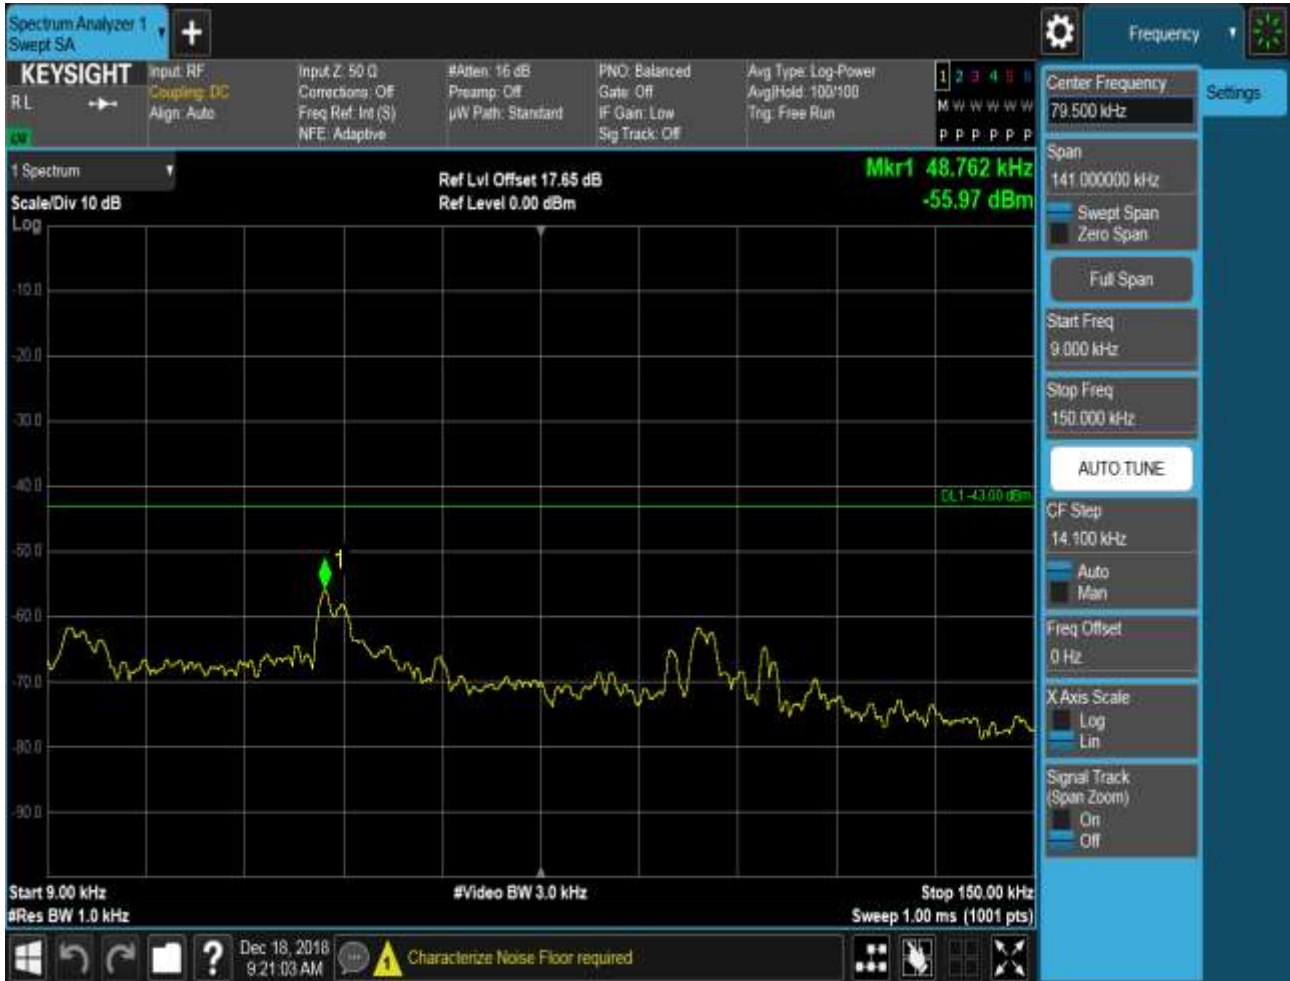 Spectrum Analyzer 1
Swept SA
+
Frequency
KEYSIGHT
RL
Input: RF
Coupling: DC
Align: Auto
Input Z: 50 Ω
Corrections: Off
Freq Ref: Int (S)
NFE: Adaptive
#Atten: 16 dB
Preamp: Off
µW Path: Standard
PNO: Balanced
Gate: Off
IF Gain: Low
Sig Track: Off
Avg Type: Log-Power
Avg|Hold: 100/100
Trig: Free Run
1 2 3 4 5 6
M W W W W W
P P P P P P
1 Spectrum
Scale/Div 10 dB
Log
Ref Lvl Offset 17.65 dB
Ref Level 0.00 dBm
Mkr1 48.762 kHz
-55.97 dBm
-10.0
-20.0
-30.0
-40.0
DL1 -43.00 dBm
-50.0
1
-60.0
-70.0
-80.0
-90.0
Start 9.00 kHz
#Video BW 3.0 kHz
Stop 150.00 kHz
#Res BW 1.0 kHz
Sweep 1.00 ms (1001 pts)
Center Frequency
79.500 kHz
Settings
Span
141.000000 kHz
Swept Span
Zero Span
Full Span
Start Freq
9.000 kHz
Stop Freq
150.000 kHz
AUTO TUNE
CF Step
14.100 kHz
Auto
Man
Freq Offset
0 Hz
X Axis Scale
Log
Lin
Signal Track
(Span Zoom)
On
Off
?
Dec 18, 2018
9:21:03 AM
Characterize Noise Floor required